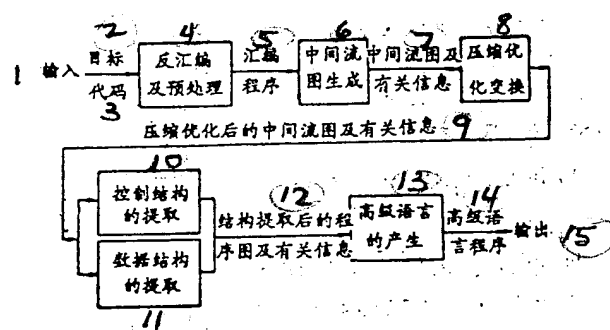 1
输入
2
目标
代码
3
4
反汇编
及预处理
5
汇编
程序
6
中间流
图生成
7
中间流图及
有关信息
8
压缩优
化变换
压缩优化后的中间流图及有关信息 9
10
控制结构
的提取
数据结构
的提取
11
12
结构提取后的程
序图及有关信息
13
高级语言
的产生
14
高级语
言程序
输出
15